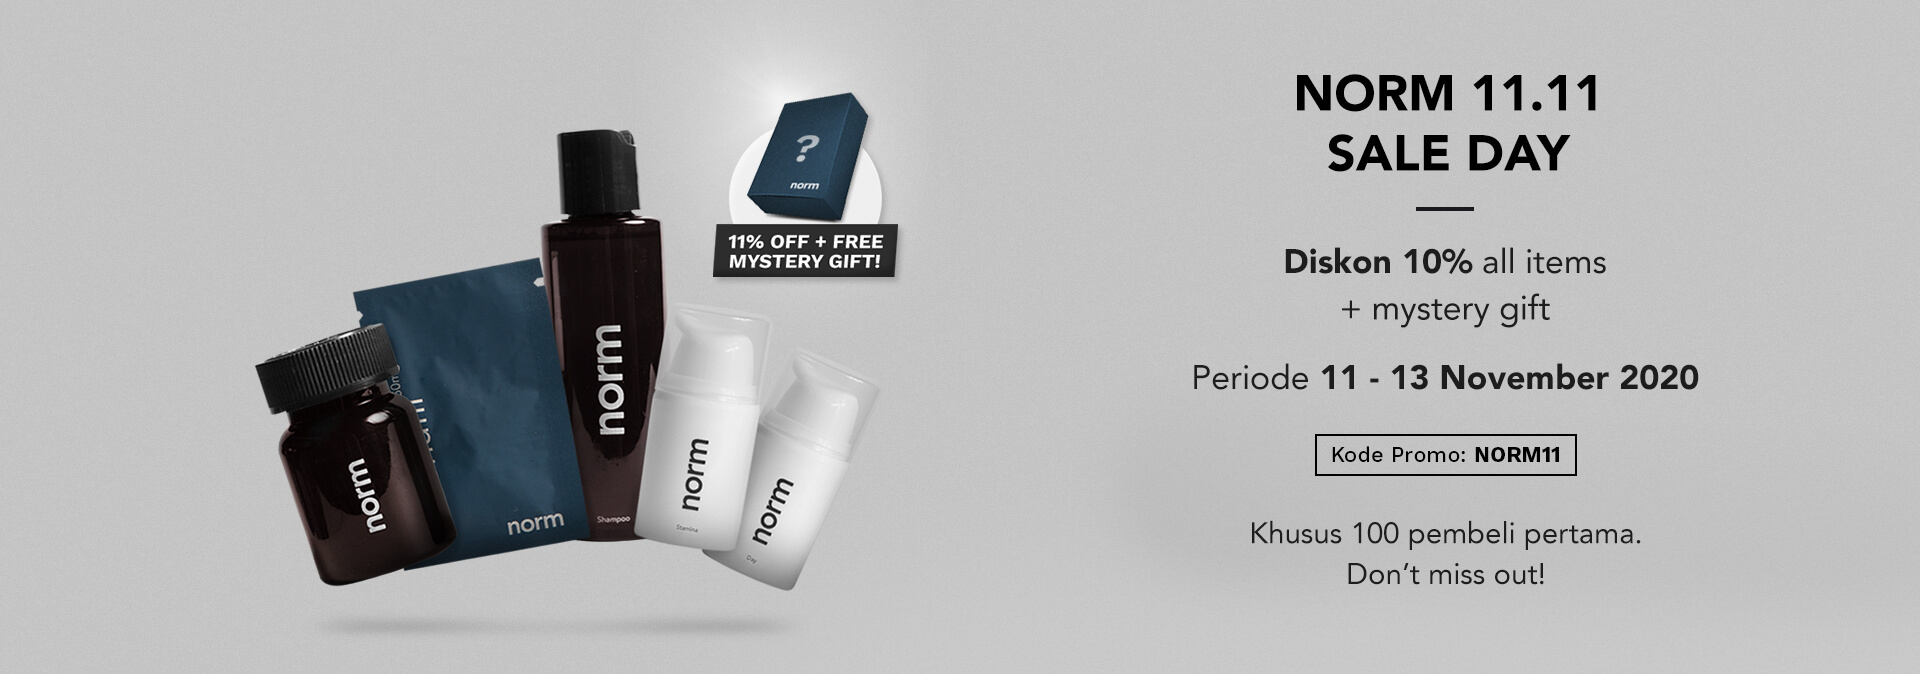 ?
norm
11% OFF + FREE
MYSTERY GIFT!
norm
norm
norm
Shampoo
norm
Stamina
norm
Day
NORM 11.11
SALE DAY
Diskon 10% all items
+ mystery gift
Periode 11 - 13 November 2020
Kode Promo: NORM11
Khusus 100 pembeli pertama.
Don't miss out!